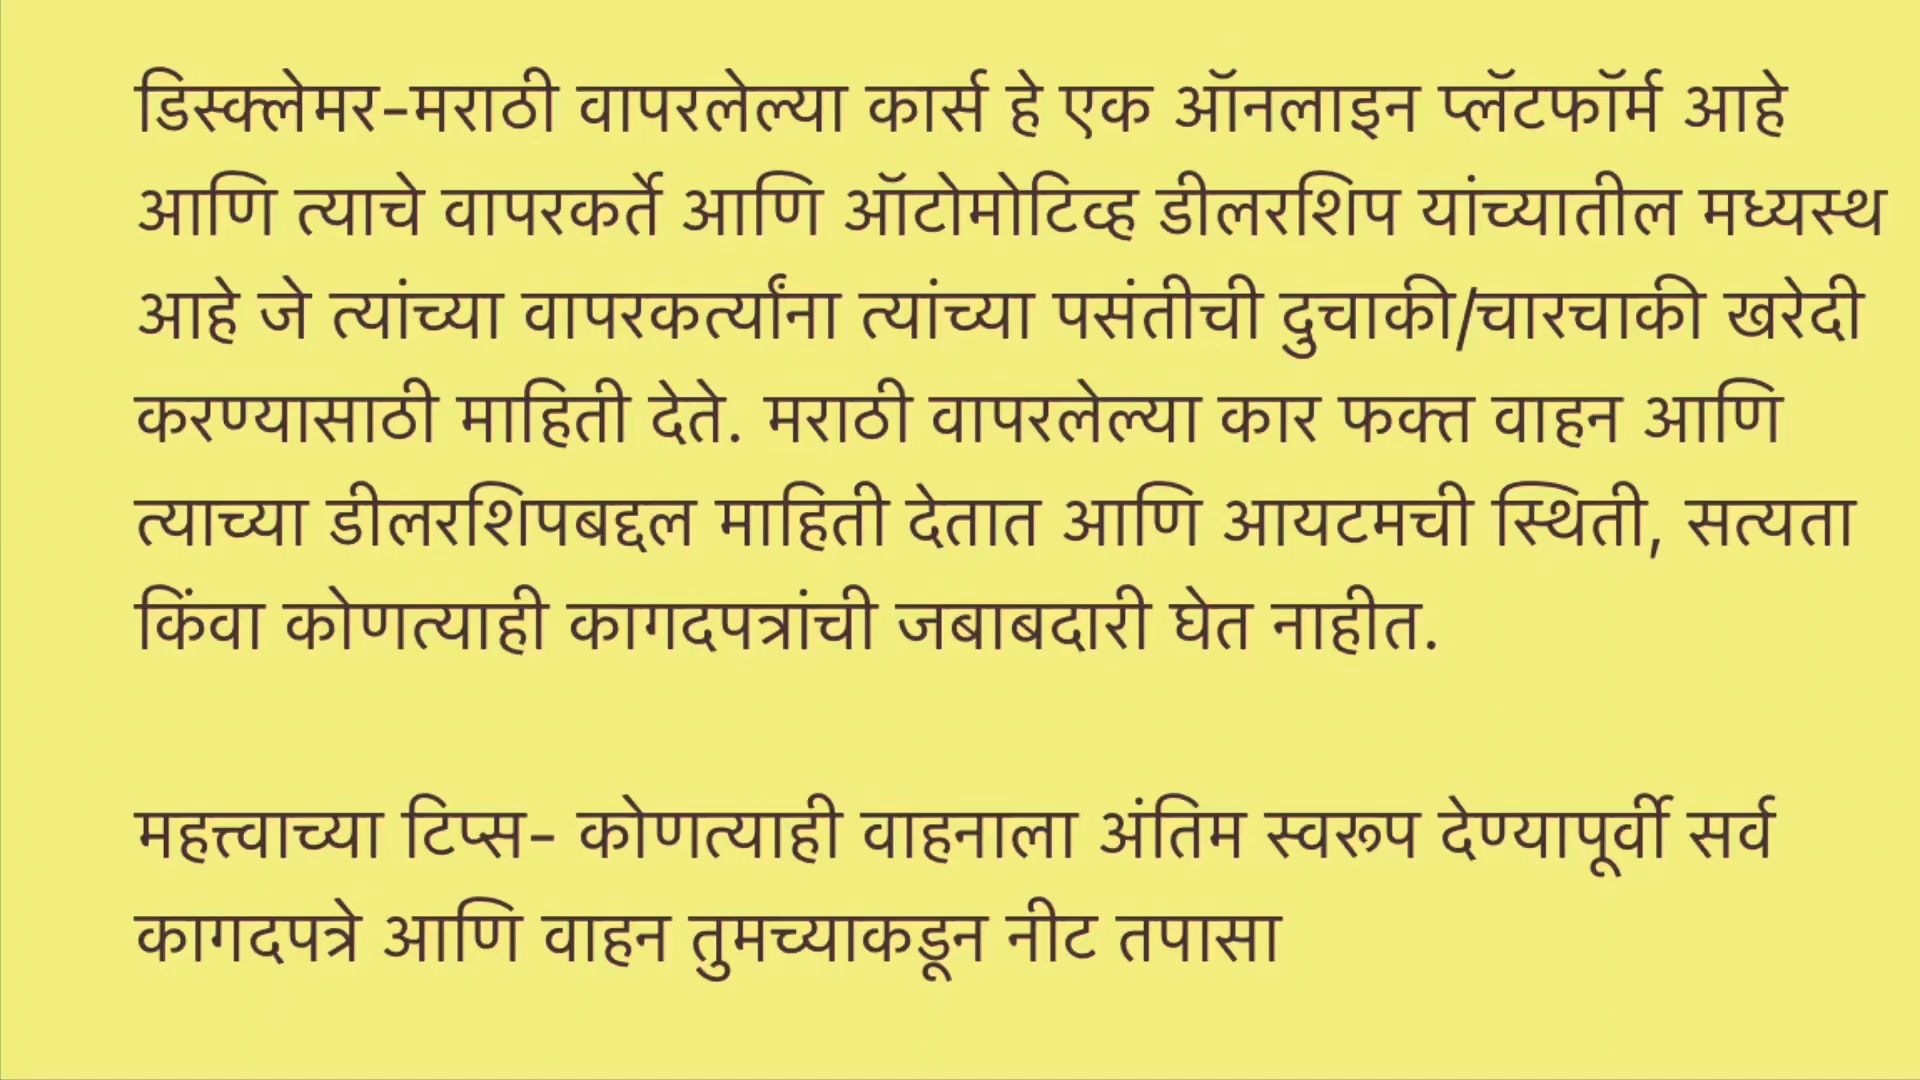 डिस्क्लेमर-मराठी वापरलेल्या कार्स हे एक ऑनलाइन प्लॅटफॉर्म आहे
आणि त्याचे वापरकर्ते आणि ऑटोमोटिव्ह डीलरशिप यांच्यातील मध्यस्थ
आहे जे त्यांच्या वापरकर्त्यांना त्यांच्या पसंतीची दुचाकी/चारचाकी खरेदी
करण्यासाठी माहिती देते. मराठी वापरलेल्या कार फक्त वाहन आणि
त्याच्या डीलरशिपबद्दल माहिती देतात आणि आयटमची स्थिती, सत्यता
किंवा कोणत्याही कागदपत्रांची जबाबदारी घेत नाहीत.
महत्त्वाच्या टिप्स- कोणत्याही वाहनाला अंतिम स्वरूप देण्यापूर्वी सर्व
कागदपत्रे आणि वाहन तुमच्याकडून नीट तपासा